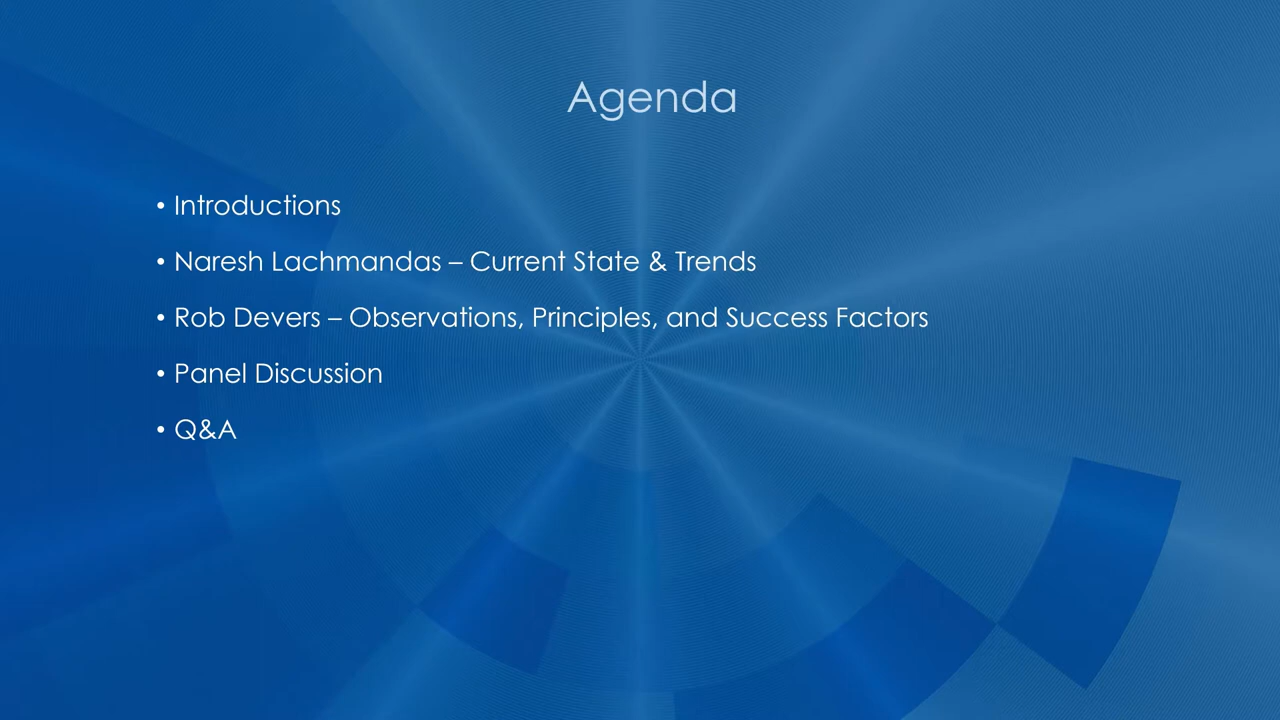 Agenda
• Introductions
• Naresh Lachmandas – Current State & Trends
• Rob Devers – Observations, Principles, and Success Factors
• Panel Discussion
• Q&A